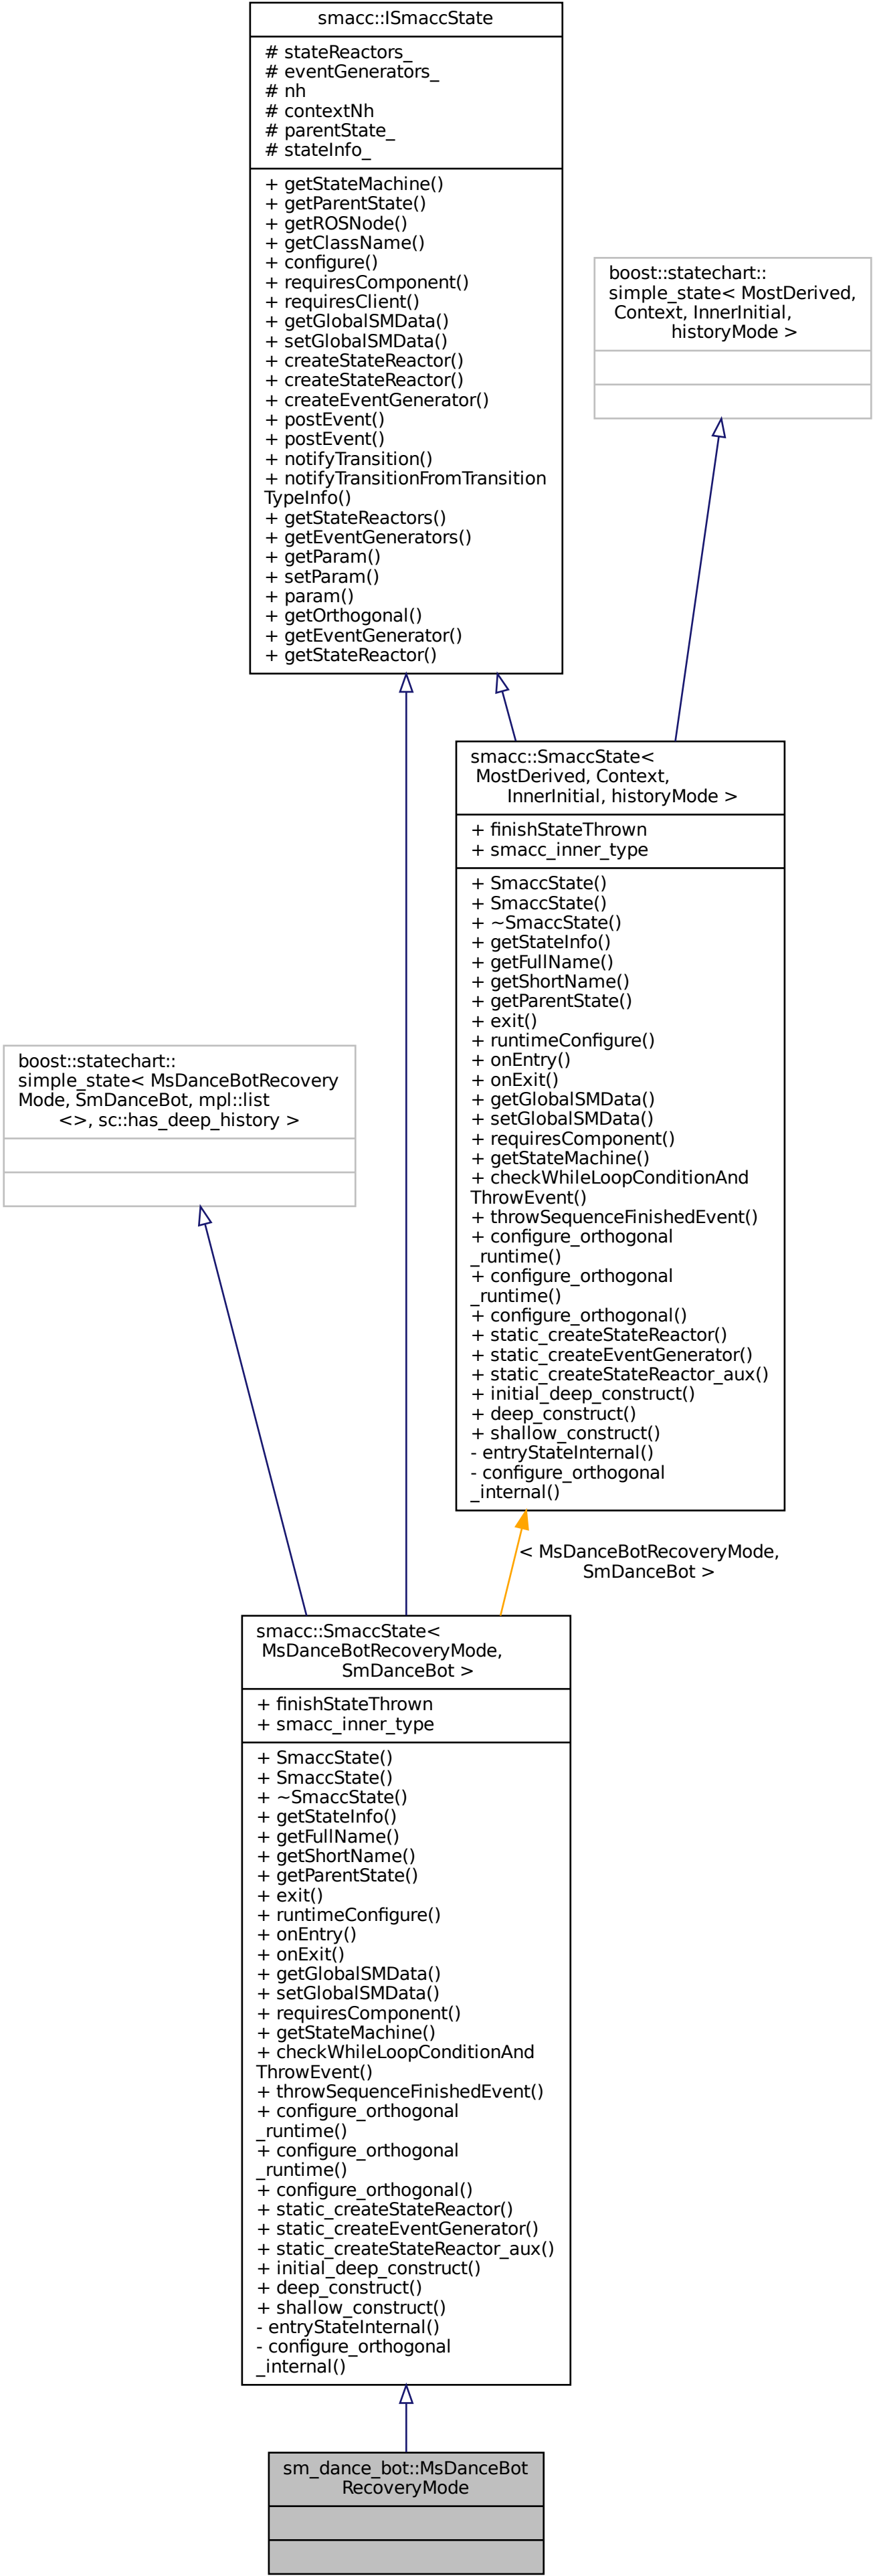 smacc::ISmaccState
# stateReactors_
# eventGenerators_
# nh
# contextNh
# parentState_
# stateInfo_
+ getStateMachine()
+ getParentState()
+ getROSNode()
+ getClassName()
+ configure()
+ requiresComponent()
+ requiresClient()
+ getGlobalSMData()
+ setGlobalSMData()
+ createStateReactor()
+ createStateReactor()
+ createEventGenerator()
+ postEvent()
+ postEvent()
+ notifyTransition()
+ notifyTransitionFromTransition
TypeInfo()
+ getStateReactors()
+ getEventGenerators()
+ getParam()
+ setParam()
+ param()
+ getOrthogonal()
+ getEventGenerator()
+ getStateReactor()
boost::statechart::
simple_state< MostDerived,
Context, InnerInitial,
historyMode >
smacc::SmaccState<
MostDerived, Context,
InnerInitial, historyMode >
+ finishStateThrown
+ smacc_inner_type
+ SmaccState()
+ SmaccState()
+ ~SmaccState()
+ getStateInfo()
+ getFullName()
+ getShortName()
+ getParentState()
+ exit()
+ runtimeConfigure()
+ onEntry()
+ onExit()
+ getGlobalSMData()
+ setGlobalSMData()
+ requiresComponent()
+ getStateMachine()
+ checkWhileLoopConditionAnd
ThrowEvent()
+ throwSequenceFinishedEvent()
+ configure_orthogonal
_runtime()
+ configure_orthogonal
_runtime()
+ configure_orthogonal()
+ static_createStateReactor()
+ static_createEventGenerator()
+ static_createStateReactor_aux()
+ initial_deep_construct()
+ deep_construct()
+ shallow_construct()
- entryStateInternal()
- configure_orthogonal
_internal()
boost::statechart::
simple_state< MsDanceBotRecovery
Mode, SmDanceBot, mpl::list
<>, sc::has_deep_history >
< MsDanceBotRecoveryMode,
SmDanceBot >
smacc::SmaccState<
MsDanceBotRecoveryMode,
SmDanceBot >
+ finishStateThrown
+ smacc_inner_type
+ SmaccState()
+ SmaccState()
+ ~SmaccState()
+ getStateInfo()
+ getFullName()
+ getShortName()
+ getParentState()
+ exit()
+ runtimeConfigure()
+ onEntry()
+ onExit()
+ getGlobalSMData()
+ setGlobalSMData()
+ requiresComponent()
+ getStateMachine()
+ checkWhileLoopConditionAnd
ThrowEvent()
+ throwSequenceFinishedEvent()
+ configure_orthogonal
_runtime()
+ configure_orthogonal
_runtime()
+ configure_orthogonal()
+ static_createStateReactor()
+ static_createEventGenerator()
+ static_createStateReactor_aux()
+ initial_deep_construct()
+ deep_construct()
+ shallow_construct()
- entryStateInternal()
- configure_orthogonal
_internal()
sm_dance_bot::MsDanceBot
RecoveryMode